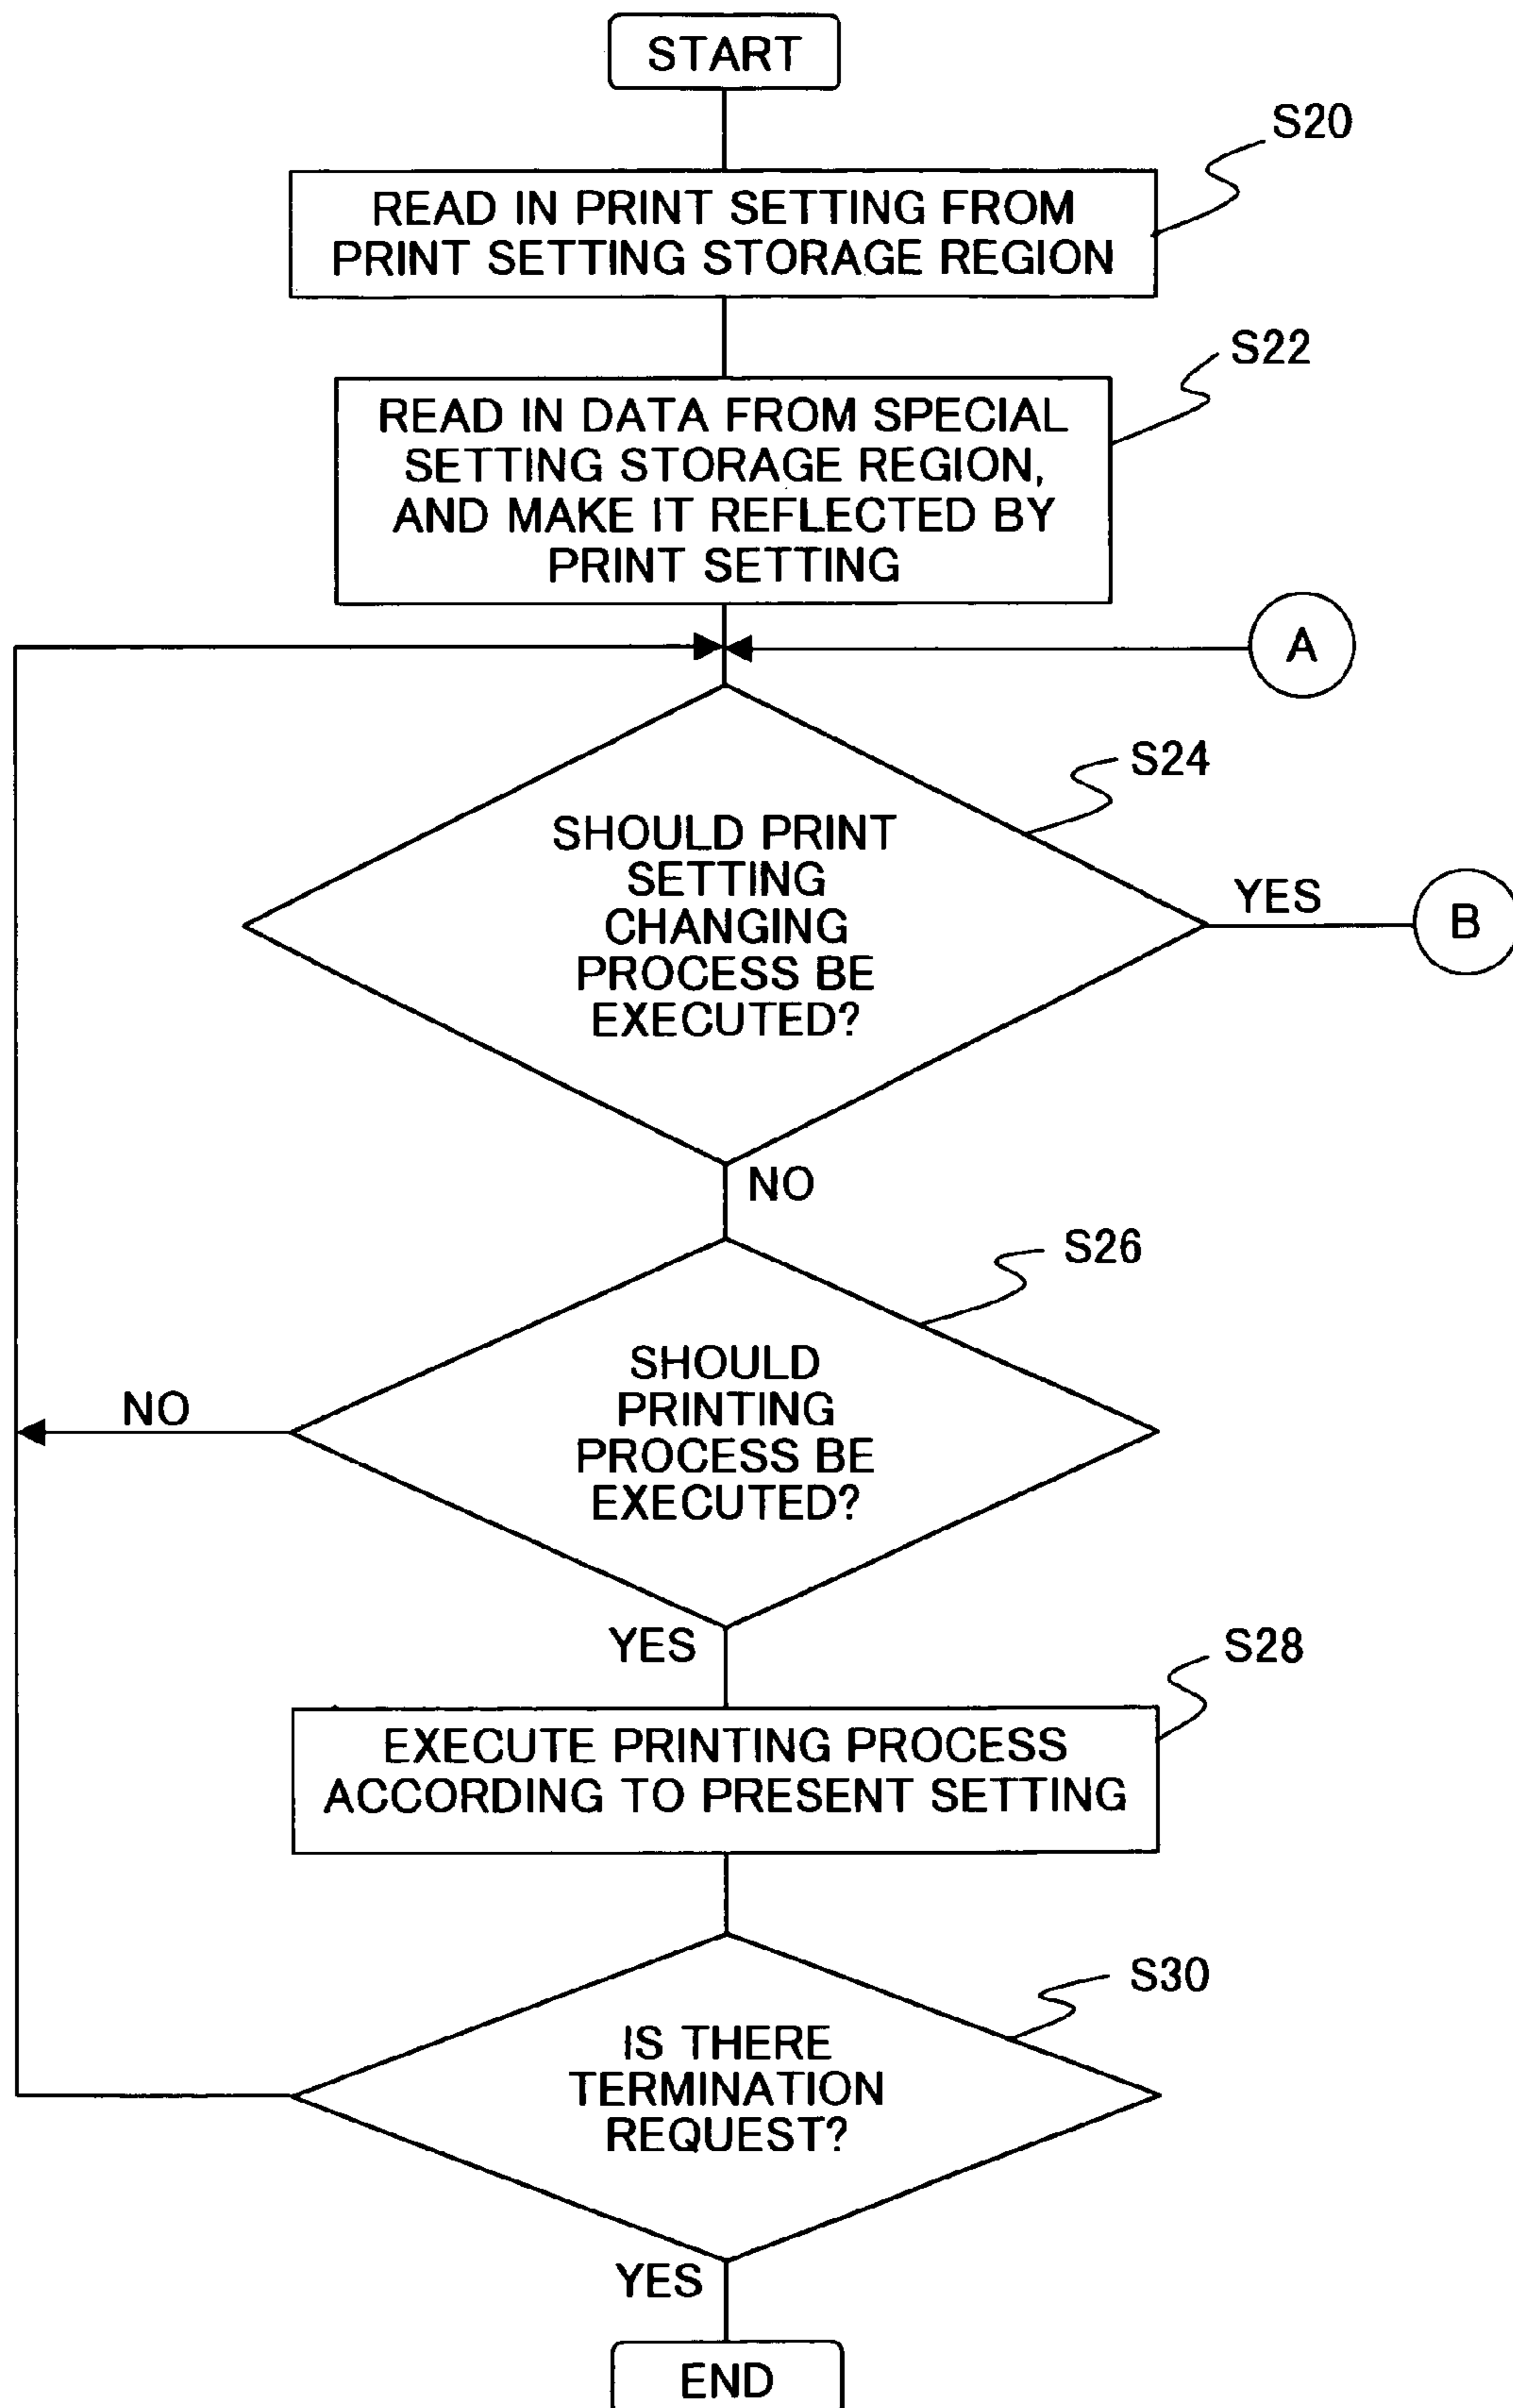 START
S20
READ IN PRINT SETTING FROM
PRINT SETTING STORAGE REGION
S22
READ IN DATA FROM SPECIAL
SETTING STORAGE REGION,
AND MAKE IT REFLECTED BY
PRINT SETTING
A
S24
SHOULD PRINT
SETTING
CHANGING
PROCESS BE
EXECUTED?
YES
B
NO
S26
SHOULD
PRINTING
PROCESS BE
EXECUTED?
NO
YES
S28
EXECUTE PRINTING PROCESS
ACCORDING TO PRESENT SETTING
S30
IS THERE
TERMINATION
REQUEST?
YES
END